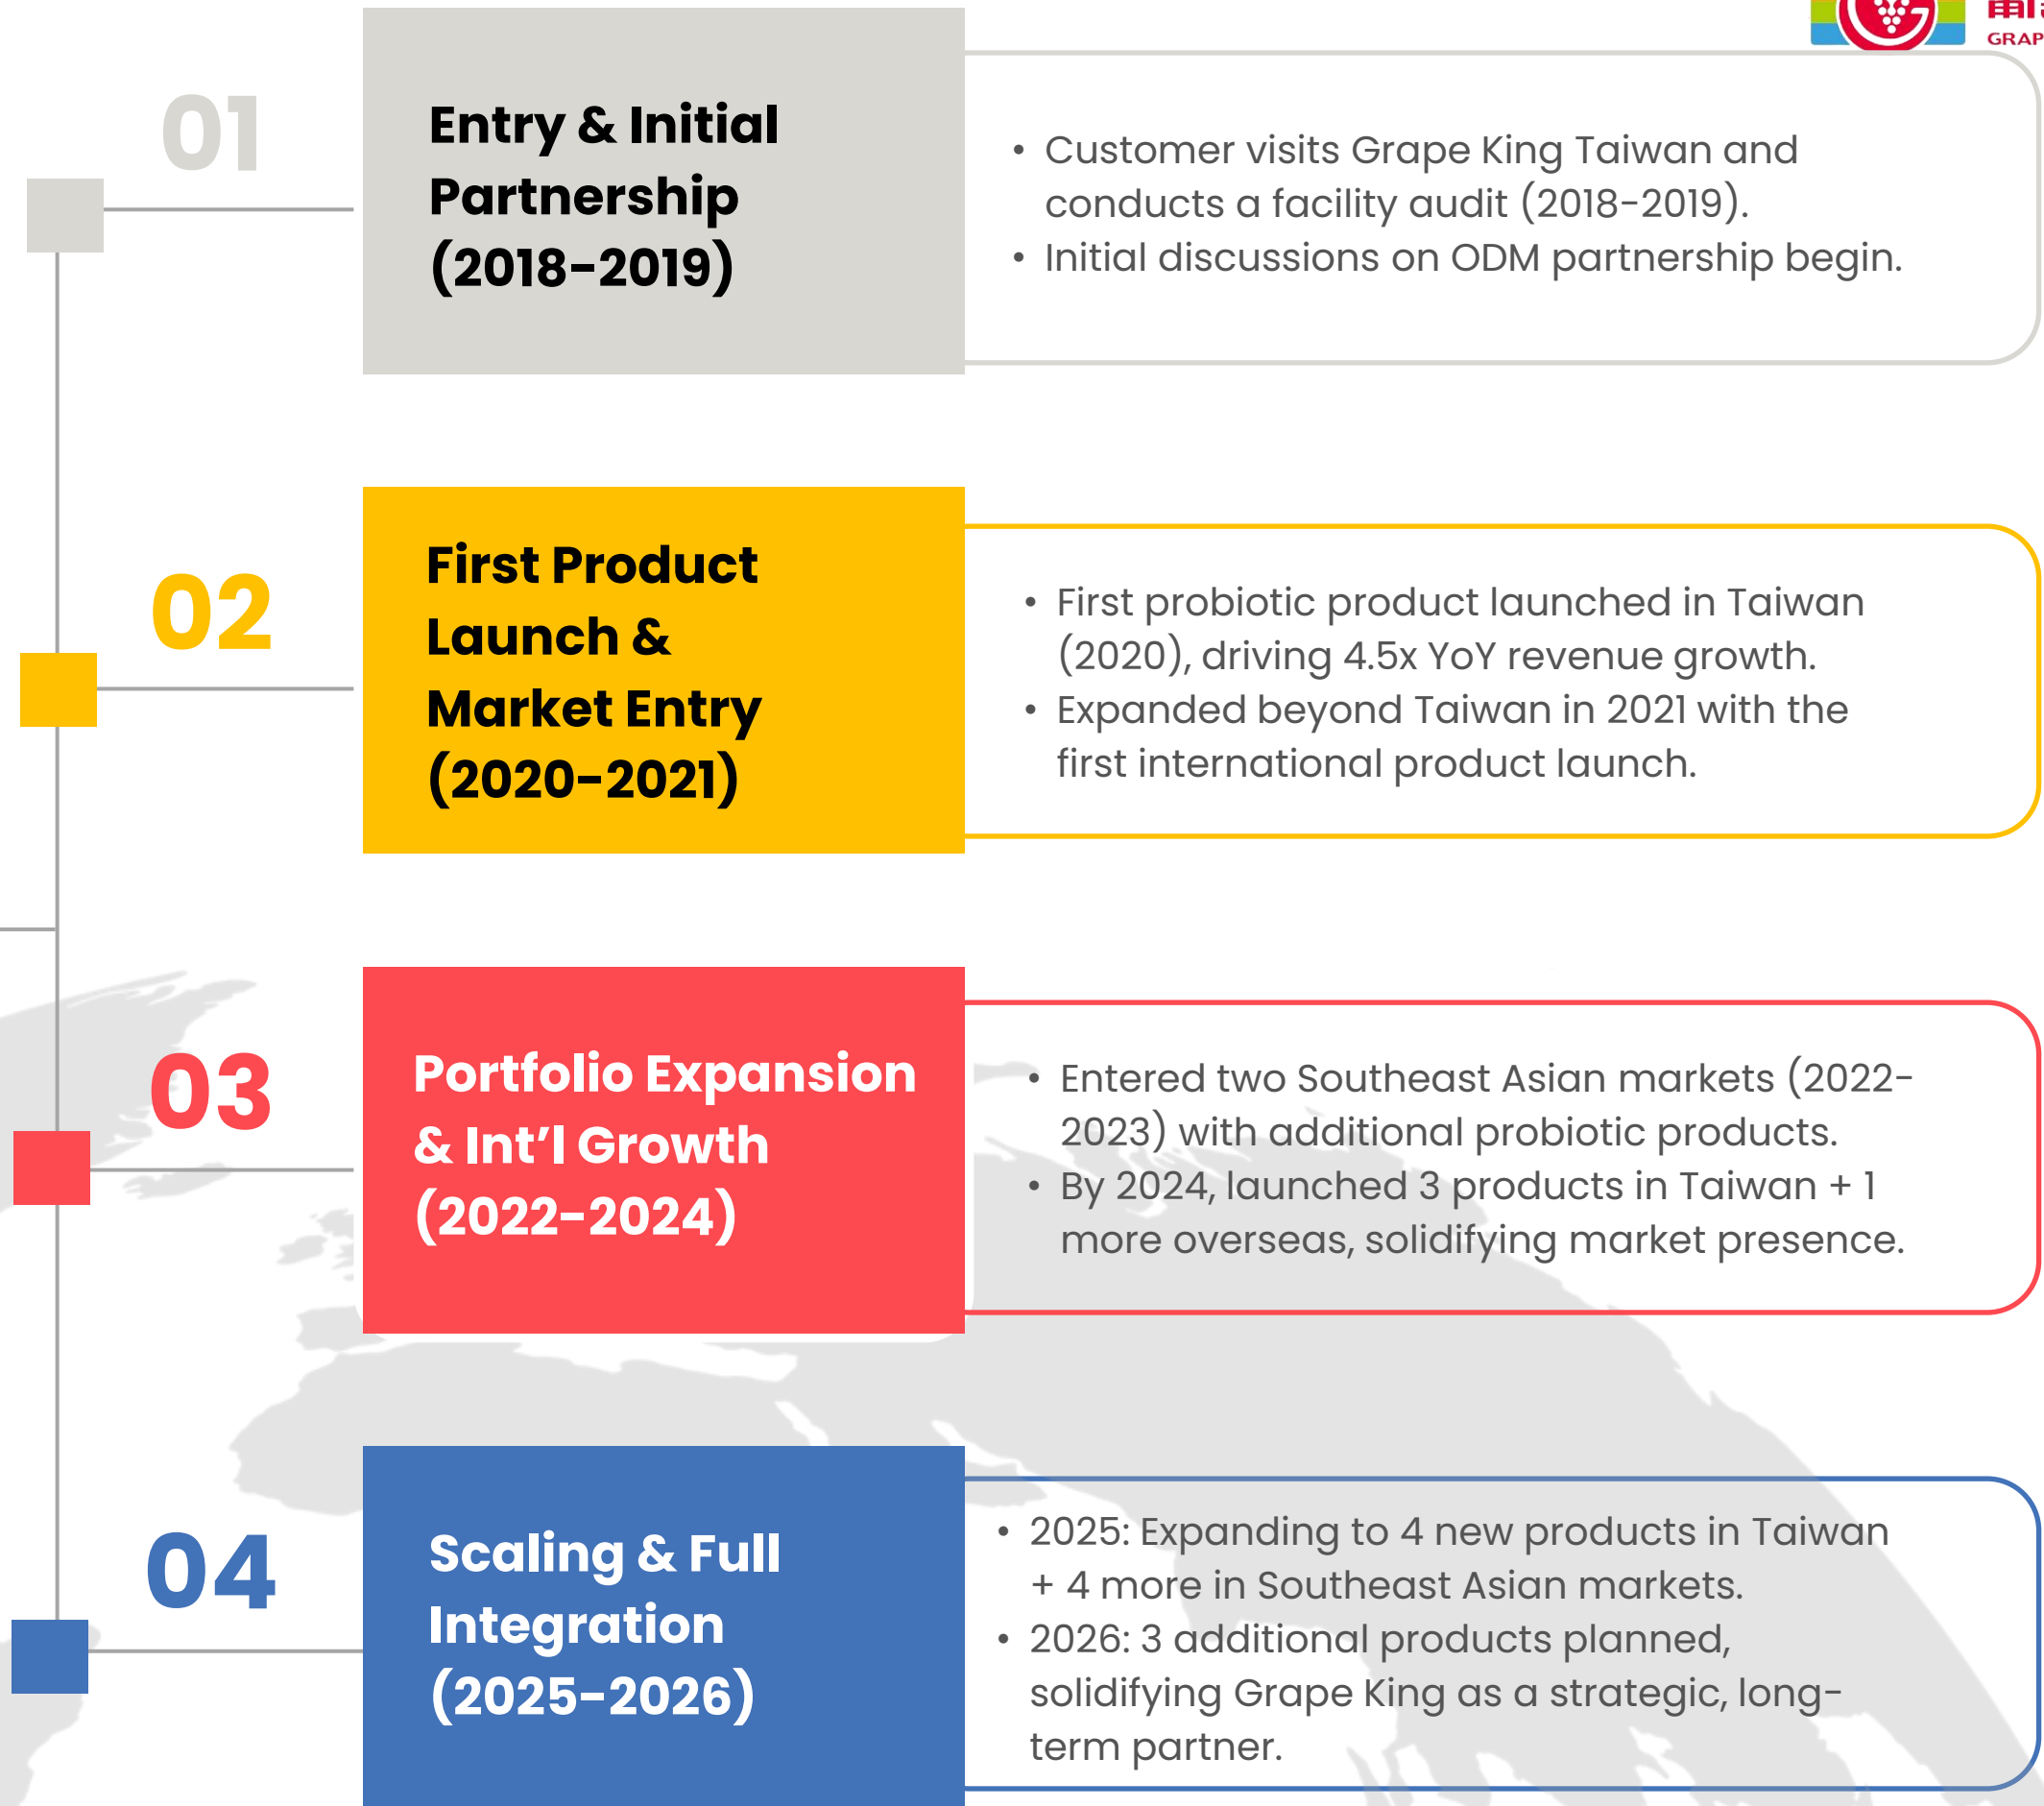 GRAP
01
Entry & Initial
Partnership
(2018-2019)
• Customer visits Grape King Taiwan and
conducts a facility audit (2018-2019).
• Initial discussions on ODM partnership begin.
02
First Product
Launch &
Market Entry
(2020-2021)
• First probiotic product launched in Taiwan
(2020), driving 4.5x YoY revenue growth.
• Expanded beyond Taiwan in 2021 with the
first international product launch.
03
Portfolio Expansion
& Int’l Growth
(2022-2024)
• Entered two Southeast Asian markets (2022-
2023) with additional probiotic products.
• By 2024, launched 3 products in Taiwan + 1
more overseas, solidifying market presence.
04
Scaling & Full
Integration
(2025-2026)
• 2025: Expanding to 4 new products in Taiwan
+ 4 more in Southeast Asian markets.
• 2026: 3 additional products planned,
solidifying Grape King as a strategic, long-
term partner.